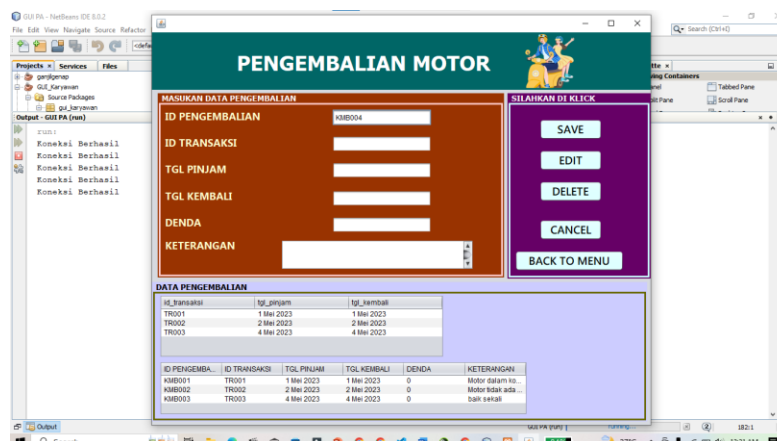 GUI PA - NetBeans IDE 8.0.2
File Edit View Navigate Source Refactor
Search (Ctrl+I)
Projects × Services Files
ganjilgenap
GUI_Karyawan
Source Packages
gui_karyawan
Output - GUI PA (run)
run:
Koneksi Berhasil
Koneksi Berhasil
Koneksi Berhasil
Koneksi Berhasil
Koneksi Berhasil
PENGEMBALIAN MOTOR
MASUKAN DATA PENGEMBALIAN
ID PENGEMBALIAN KMB004
ID TRANSAKSI
TGL PINJAM
TGL KEMBALI
DENDA
KETERANGAN
SILAHKAN DI KLICK
SAVE
EDIT
DELETE
CANCEL
BACK TO MENU
DATA PENGEMBALIAN
id_transaksi tgl_pinjam tgl_kembali
TR001 1 Mei 2023 1 Mei 2023
TR002 2 Mei 2023 2 Mei 2023
TR003 4 Mei 2023 4 Mei 2023
ID PENGEMBA... ID TRANSAKSI TGL PINJAM TGL KEMBALI DENDA KETERANGAN
KMB001 TR001 1 Mei 2023 1 Mei 2023 0 Motor dalam ko...
KMB002 TR002 2 Mei 2023 2 Mei 2023 0 Motor tidak ada ...
KMB003 TR003 4 Mei 2023 4 Mei 2023 0 baik sekali
Tabbed Pane
Scroll Pane
Output
182:1